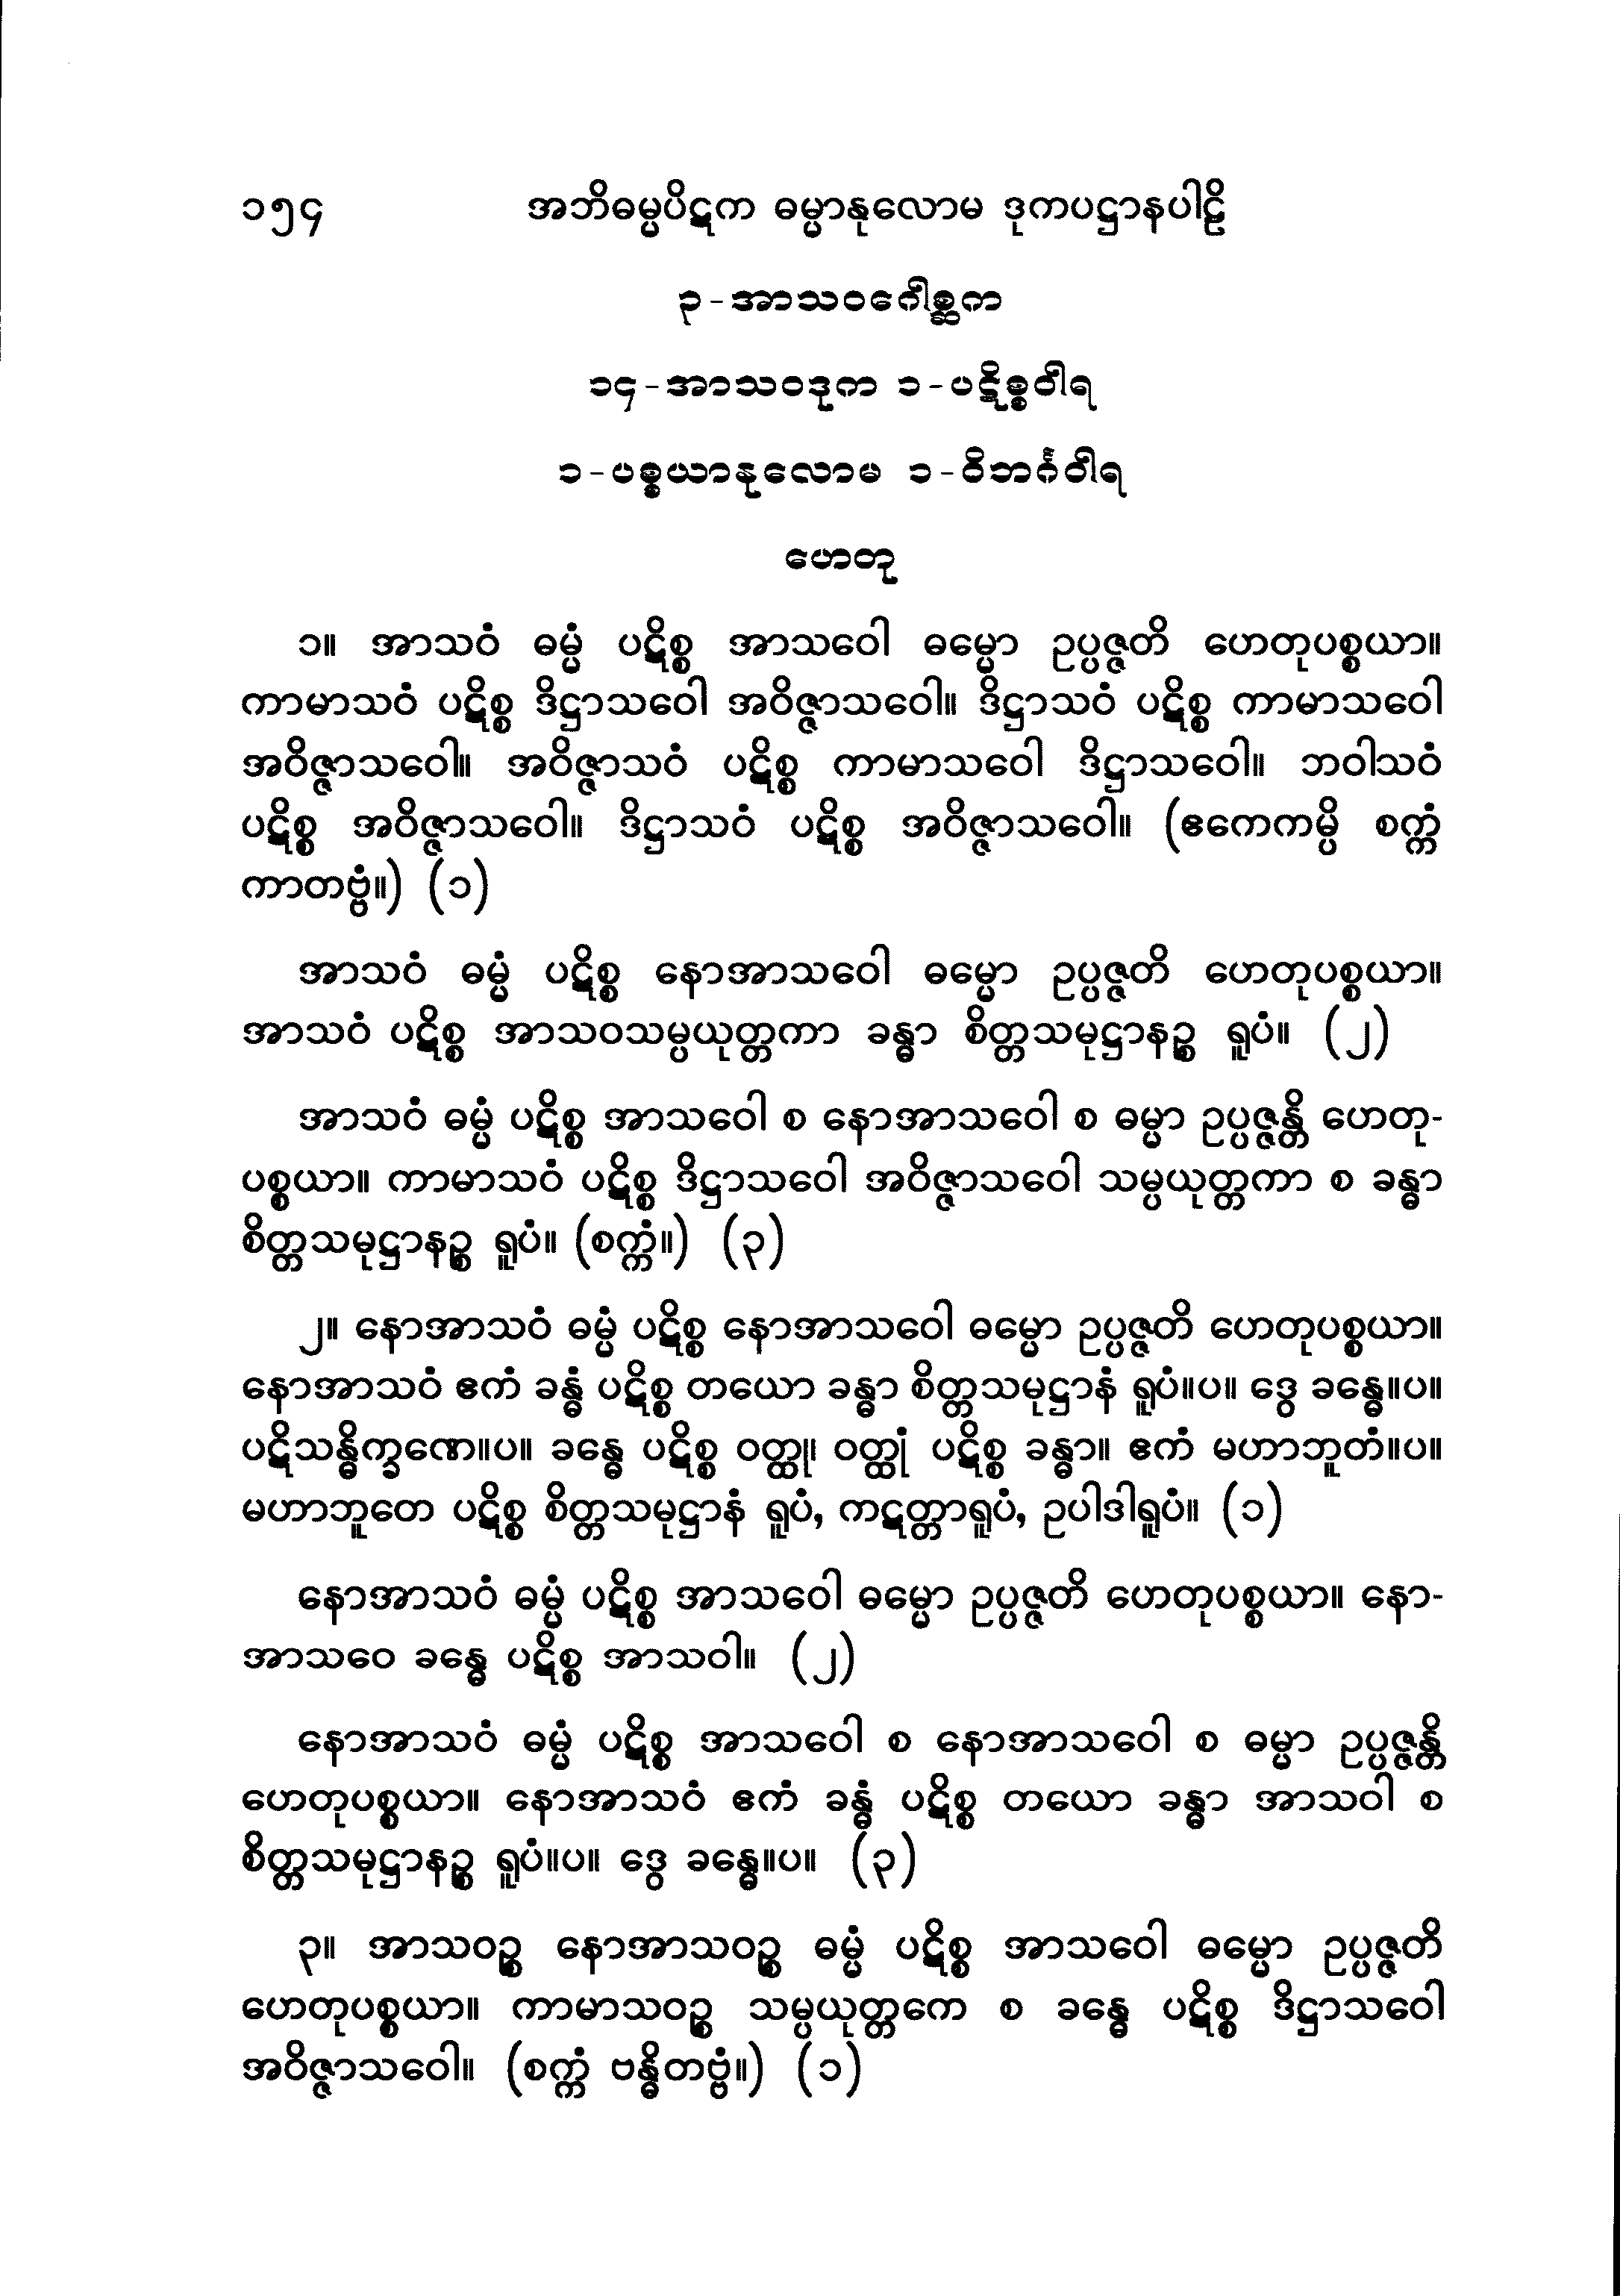 ၁၅၄ အဘိဓမ္မပိဋက ဓမ္မာနုလောမ ဒုကပဋ္ဌာနပါဠိ
၃-အာသဝဂေါစ္ဆက
၁၄-အာသဝဒုက ၁-ပဋိစ္စဝါရ
၁-ပစ္စယာနုလောမ ၁-ဝိဘင်္ဂဝါရ
ဟေတု
၁။ အာသဝံ ဓမ္မံ ပဋိစ္စ အာသဝေါ ဓမ္မော ဥပ္ပဇ္ဇတိ ဟေတုပစ္စယာ။
ကာမာသဝံ ပဋိစ္စ ဒိဋ္ဌာသဝေါ အဝိဇ္ဇာသဝေါ။ ဒိဋ္ဌာသဝံ ပဋိစ္စ ကာမာသဝေါ
အဝိဇ္ဇာသဝေါ။ အဝိဇ္ဇာသဝံ ပဋိစ္စ ကာမာသဝေါ ဒိဋ္ဌာသဝေါ။ ဘဝါသဝံ
ပဋိစ္စ အဝိဇ္ဇာသဝေါ။ ဒိဋ္ဌာသဝံ ပဋိစ္စ အဝိဇ္ဇာသဝေါ။ (ဧကေကမ္ပိ စက္ကံ
ကာတဗ္ဗံ။) (၁)
အာသဝံ ဓမ္မံ ပဋိစ္စ နောအာသဝေါ ဓမ္မော ဥပ္ပဇ္ဇတိ ဟေတုပစ္စယာ။
အာသဝံ ပဋိစ္စ အာသဝသမ္ပယုတ္တကာ ခန္ဓာ စိတ္တသမုဋ္ဌာနဉ္စ ရူပံ။ (၂)
အာသဝံ ဓမ္မံ ပဋိစ္စ အာသဝေါ စ နောအာသဝေါ စ ဓမ္မာ ဥပ္ပဇ္ဇန္တိ ဟေတု-
ပစ္စယာ။ ကာမာသဝံ ပဋိစ္စ ဒိဋ္ဌာသဝေါ အဝိဇ္ဇာသဝေါ သမ္ပယုတ္တကာ စ ခန္ဓာ
စိတ္တသမုဋ္ဌာနဉ္စ ရူပံ။ (စက္ကံ။) (၃)
၂။ နောအာသဝံ ဓမ္မံ ပဋိစ္စ နောအာသဝေါ ဓမ္မော ဥပ္ပဇ္ဇတိ ဟေတုပစ္စယာ။
နောအာသဝံ ဧကံ ခန္ဓံ ပဋိစ္စ တယော ခန္ဓာ စိတ္တသမုဋ္ဌာနံ ရူပံ။ပ။ ဒွေ ခန္ဓေ။ပ။
ပဋိသန္ဓိက္ခဏေ။ပ။ ခန္ဓေ ပဋိစ္စ ဝတ္ထု။ ဝတ္ထုံ ပဋိစ္စ ခန္ဓာ။ ဧကံ မဟာဘူတံ။ပ။
မဟာဘူတေ ပဋိစ္စ စိတ္တသမုဋ္ဌာနံ ရူပံ, ကဋတ္တာရူပံ, ဥပါဒါရူပံ။ (၁)
နောအာသဝံ ဓမ္မံ ပဋိစ္စ အာသဝေါ ဓမ္မော ဥပ္ပဇ္ဇတိ ဟေတုပစ္စယာ။ နော-
အာသဝေ ခန္ဓေ ပဋိစ္စ အာသဝါ။ (၂)
နောအာသဝံ ဓမ္မံ ပဋိစ္စ အာသဝေါ စ နောအာသဝေါ စ ဓမ္မာ ဥပ္ပဇ္ဇန္တိ
ဟေတုပစ္စယာ။ နောအာသဝံ ဧကံ ခန္ဓံ ပဋိစ္စ တယော ခန္ဓာ အာသဝါ စ
စိတ္တသမုဋ္ဌာနဉ္စ ရူပံ။ပ။ ဒွေ ခန္ဓေ။ပ။ (၃)
၃။ အာသဝဉ္စ နောအာသဝဉ္စ ဓမ္မံ ပဋိစ္စ အာသဝေါ ဓမ္မော ဥပ္ပဇ္ဇတိ
ဟေတုပစ္စယာ။ ကာမာသဝဉ္စ သမ္ပယုတ္တကေ စ ခန္ဓေ ပဋိစ္စ ဒိဋ္ဌာသဝေါ
အဝိဇ္ဇာသဝေါ။ (စက္ကံ ဗန္ဓိတဗ္ဗံ။) (၁)